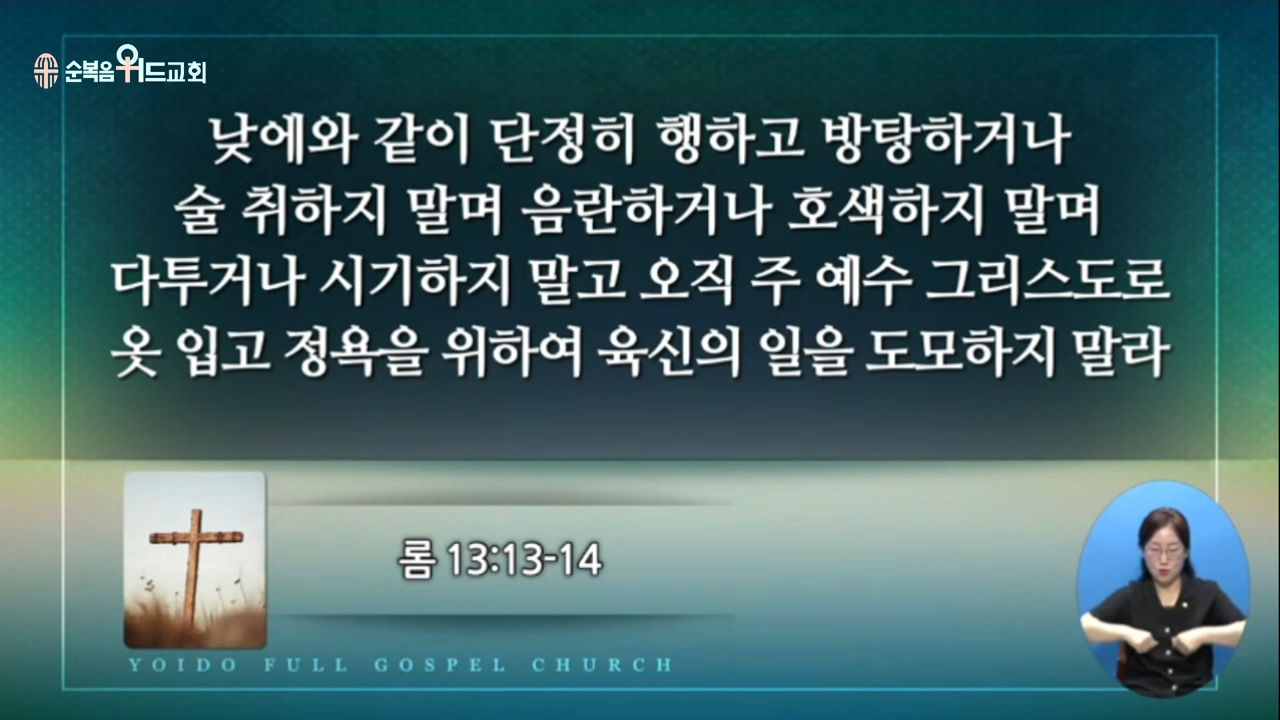 순복음위드교회
낮에와 같이 단정히 행하고 방탕하거나
술 취하지 말며 음란하거나 호색하지 말며
다투거나 시기하지 말고 오직 주 예수 그리스도로
옷 입고 정욕을 위하여 육신의 일을 도모하지 말라
롬 13:13-14
YOIDO FULL GOSPEL CHURCH